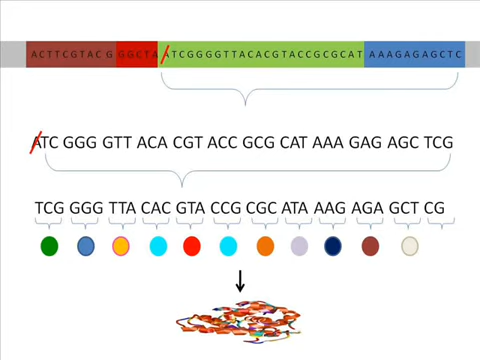 ACTTCGTACG GGCTA ATCGGGGTTACACGTACCGCGCAT AAAGAGAGCTC
ATC GGG GTT ACA CGT ACC GCG CAT AAA GAG AGC TCG
TCG GGG TTA CAC GTA CCG CGC ATA AAG AGA GCT CG